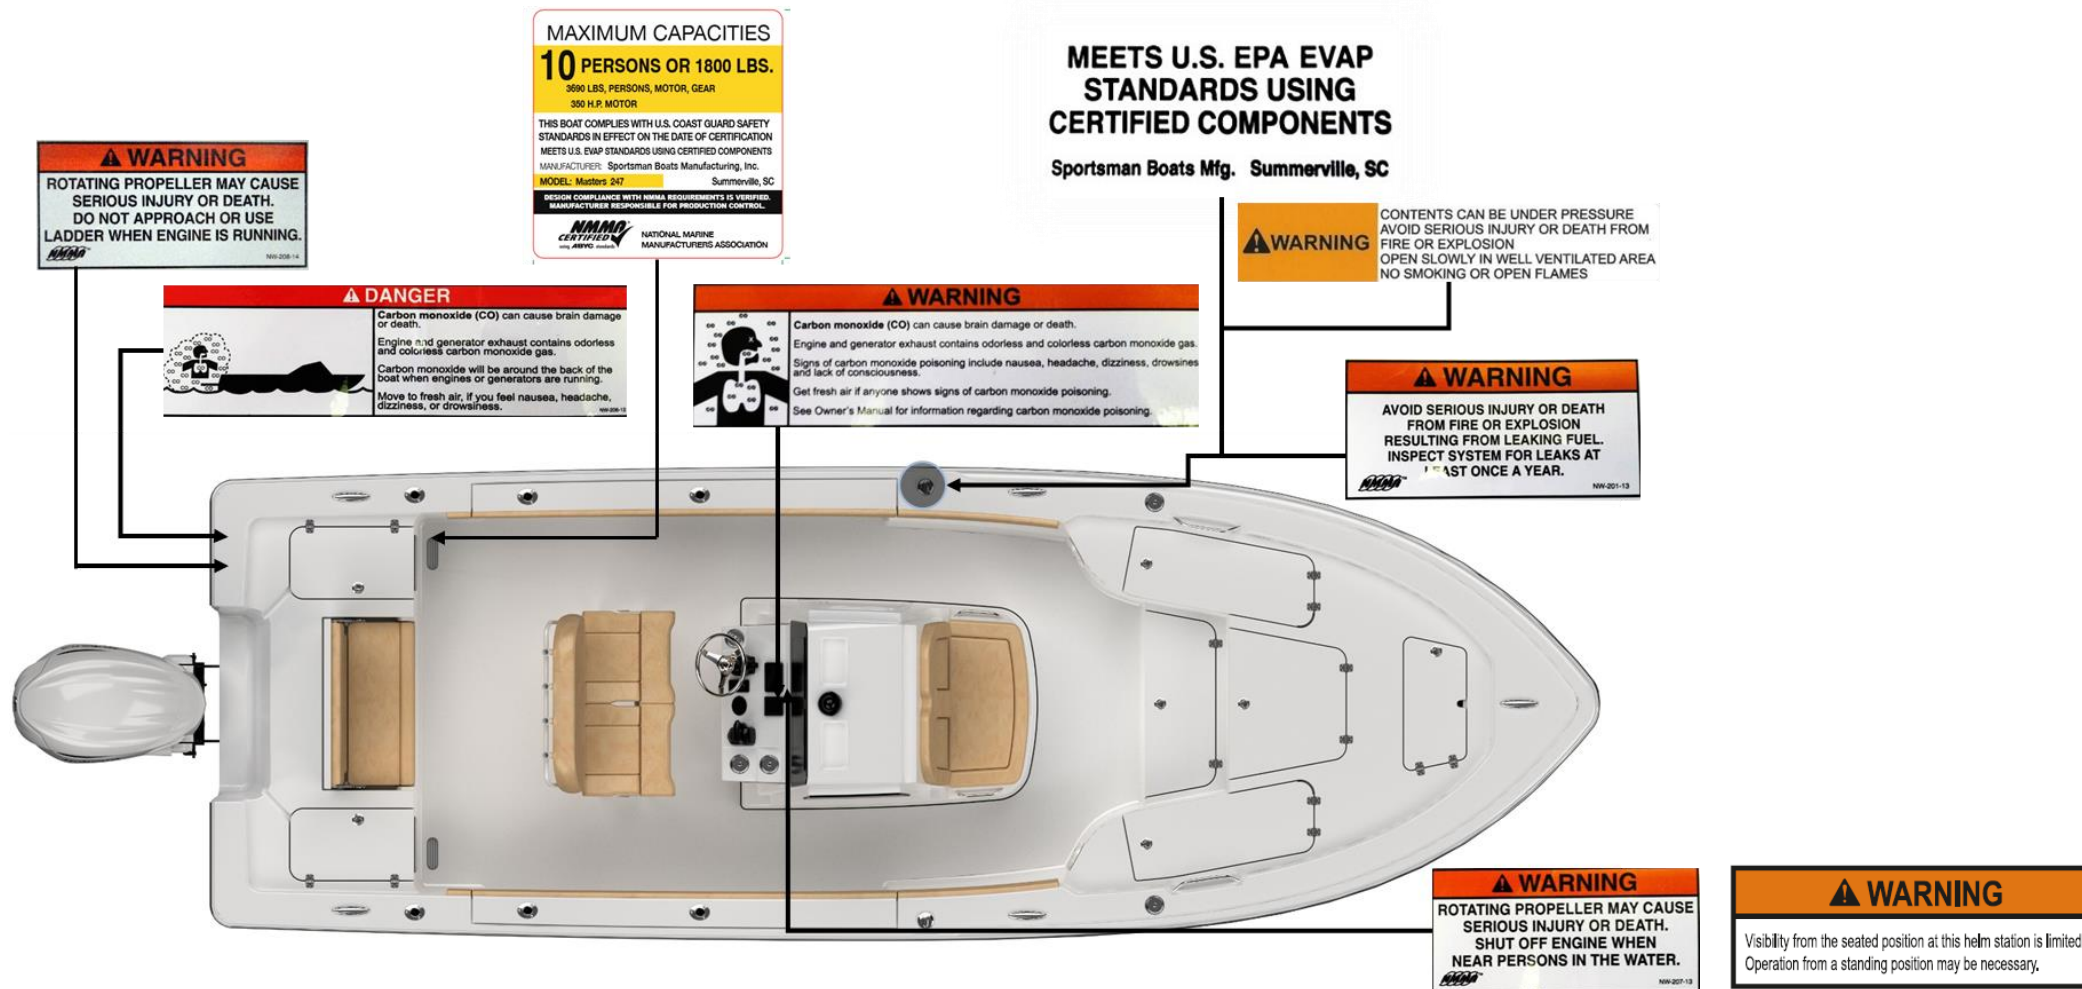 MAXIMUM CAPACITIES
10 PERSONS OR 1800 LBS.
3690 LBS, PERSONS, MOTOR, GEAR
350 H.P. MOTOR
THIS BOAT COMPLIES WITH U.S. COAST GUARD SAFETY
STANDARDS IN EFFECT ON THE DATE OF CERTIFICATION
MEETS U.S. EVAP STANDARDS USING CERTIFIED COMPONENTS
MANUFACTURER: Sportsman Boats Manufacturing, Inc.
MODEL: Masters 247 Summerville, SC
DESIGN COMPLIANCE WITH NMMA REQUIREMENTS IS VERIFIED.
MANUFACTURER RESPONSIBLE FOR PRODUCTION CONTROL.
NMMA
CERTIFIED
using ABYC standards
NATIONAL MARINE
MANUFACTURERS ASSOCIATION
MEETS U.S. EPA EVAP
STANDARDS USING
CERTIFIED COMPONENTS
Sportsman Boats Mfg. Summerville, SC
WARNING
ROTATING PROPELLER MAY CAUSE
SERIOUS INJURY OR DEATH.
DO NOT APPROACH OR USE
LADDER WHEN ENGINE IS RUNNING.
NMMA
NW-208-14
WARNING
CONTENTS CAN BE UNDER PRESSURE
AVOID SERIOUS INJURY OR DEATH FROM
FIRE OR EXPLOSION
OPEN SLOWLY IN WELL VENTILATED AREA
NO SMOKING OR OPEN FLAMES
DANGER
Carbon monoxide (CO) can cause brain damage
or death.
Engine and generator exhaust contains odorless
and colorless carbon monoxide gas.
Carbon monoxide will be around the back of the
boat when engines or generators are running.
Move to fresh air, if you feel nausea, headache,
dizziness, or drowsiness.
WARNING
Carbon monoxide (CO) can cause brain damage or death.
Engine and generator exhaust contains odorless and colorless carbon monoxide gas.
Signs of carbon monoxide poisoning include nausea, headache, dizziness, drowsines
and lack of consciousness.
Get fresh air if anyone shows signs of carbon monoxide poisoning.
See Owner's Manual for information regarding carbon monoxide poisoning.
WARNING
AVOID SERIOUS INJURY OR DEATH
FROM FIRE OR EXPLOSION
RESULTING FROM LEAKING FUEL.
INSPECT SYSTEM FOR LEAKS AT
LEAST ONCE A YEAR.
NMMA
NW-201-13
WARNING
ROTATING PROPELLER MAY CAUSE
SERIOUS INJURY OR DEATH.
SHUT OFF ENGINE WHEN
NEAR PERSONS IN THE WATER.
NMMA
NW-207-13
WARNING
Visibility from the seated position at this helm station is limited
Operation from a standing position may be necessary.